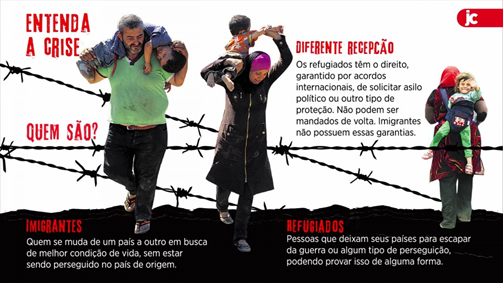 ENTENDA
A CRISE
jc
DIFERENTE RECEPÇÃO
Os refugiados têm o direito,
garantido por acordos
internacionais, de solicitar asilo
político ou outro tipo de
proteção. Não podem ser
mandados de volta. Imigrantes
não possuem essas garantias.
QUEM SÃO?
IMIGRANTES
Quem se muda de um país a outro em busca
de melhor condição de vida, sem estar
sendo perseguido no país de origem.
REFUGIADOS
Pessoas que deixam seus países para escapar
da guerra ou algum tipo de perseguição,
podendo provar isso de alguma forma.